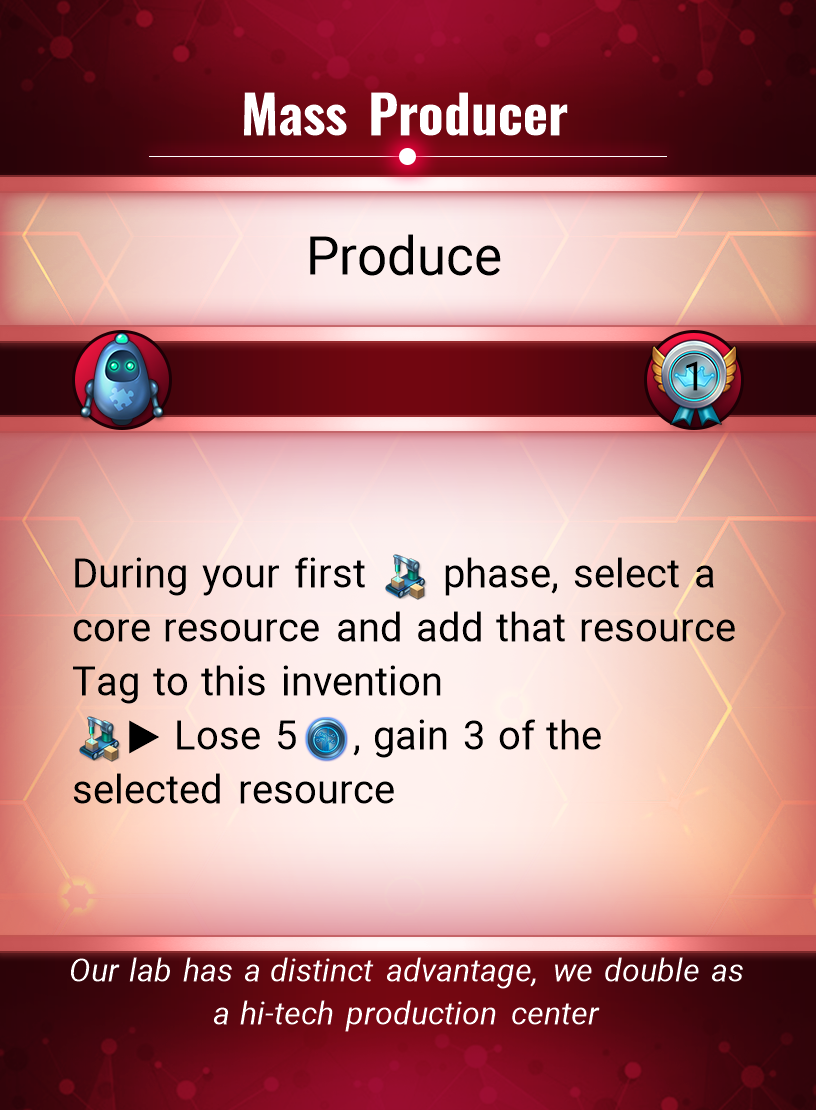 Mass Producer
Produce
1
During your first phase, select a
core resource and add that resource
Tag to this invention
▶ Lose 5 , gain 3 of the
selected resource
Our lab has a distinct advantage, we double as
a hi-tech production center